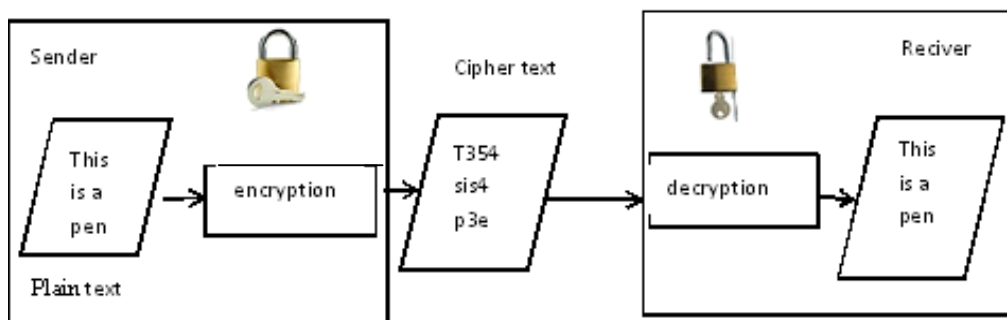 Sender
This
is a
pen
Plain text
encryption
Cipher text
T354
sis4
p3e
Reciver
decryption
This
is a
pen